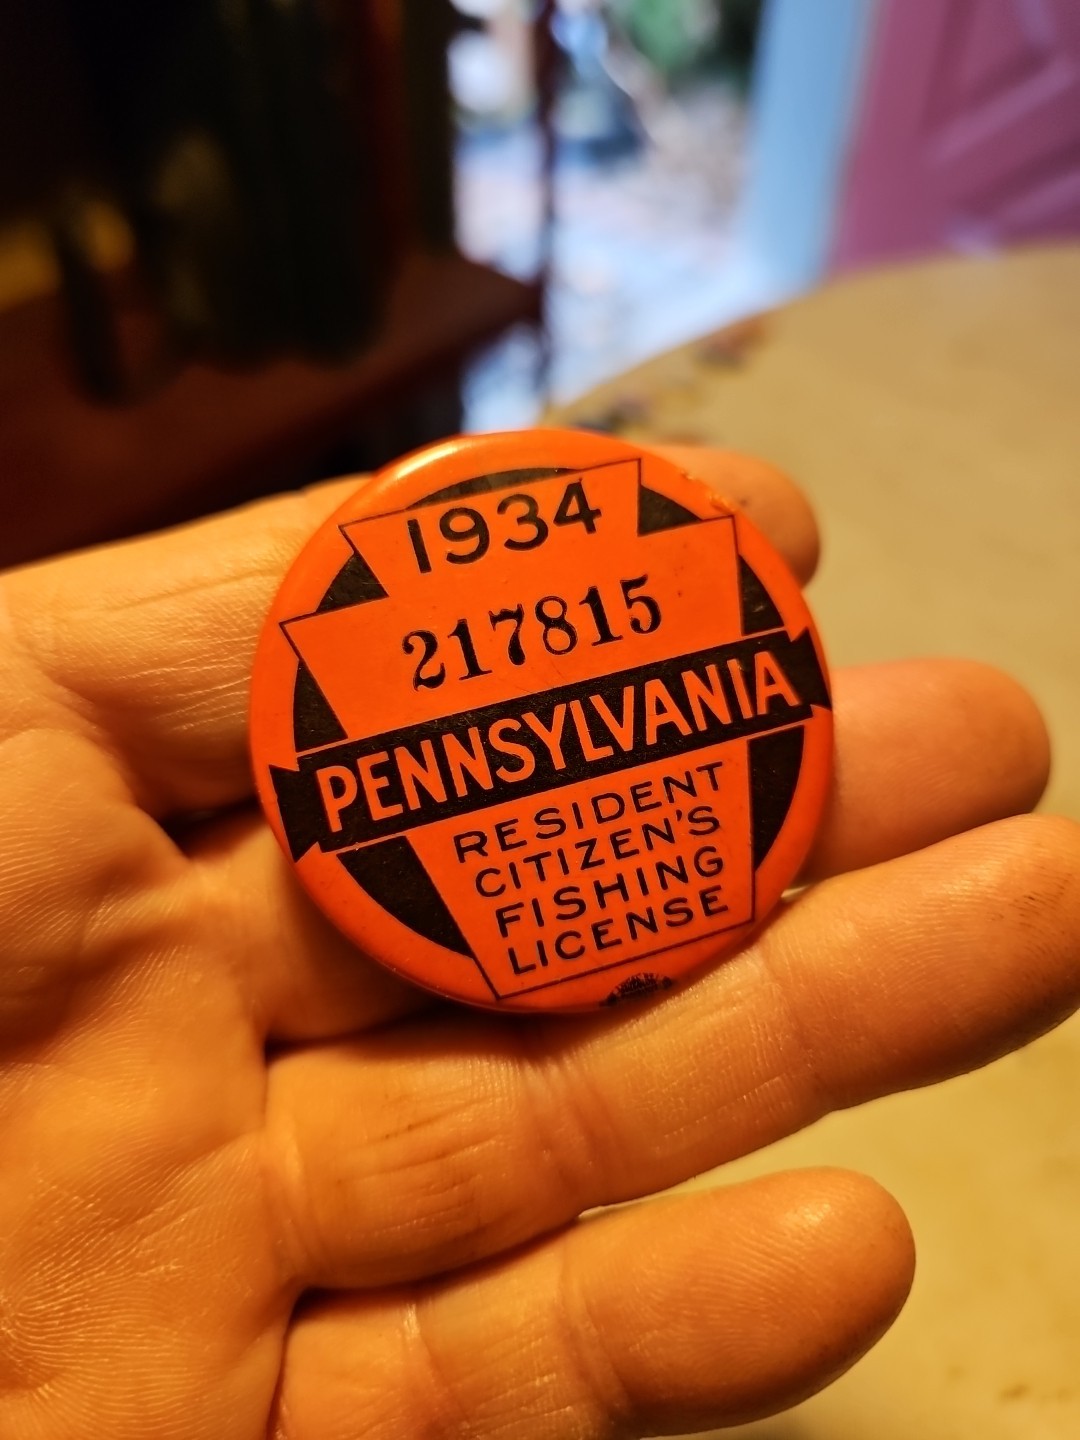 1934
217815
PENNSYLVANIA
RESIDENT
CITIZEN'S
FISHING
LICENSE